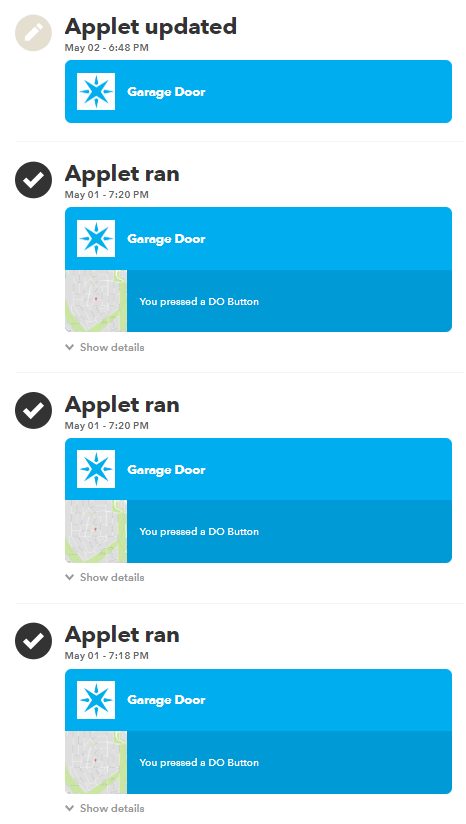 Applet updated
May 02 - 6:48 PM
Garage Door
Applet ran
May 01 - 7:20 PM
Garage Door
You pressed a DO Button
Show details
Applet ran
May 01 - 7:20 PM
Garage Door
You pressed a DO Button
Show details
Applet ran
May 01 - 7:18 PM
Garage Door
You pressed a DO Button
Show details